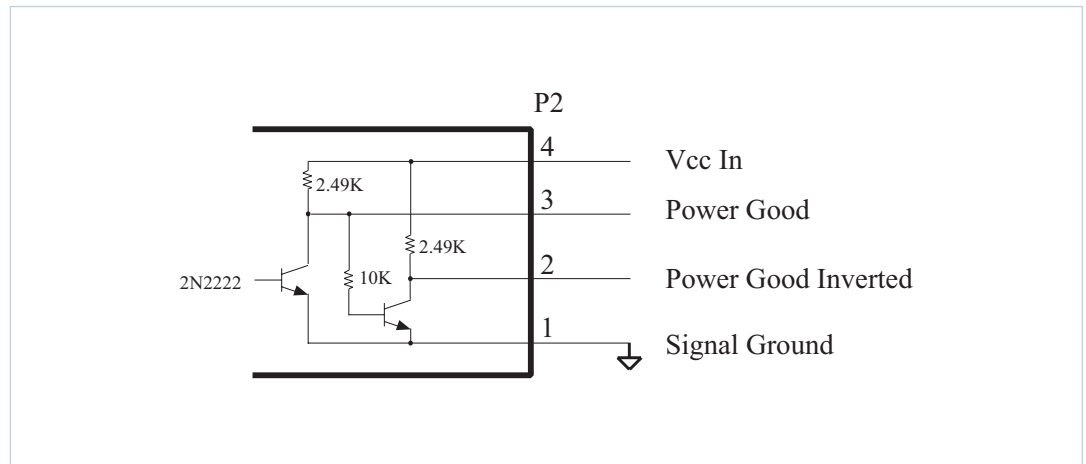 P2
4
Vcc In
2.49K
3
Power Good
2.49K
2
Power Good Inverted
2N2222
10K
1
Signal Ground